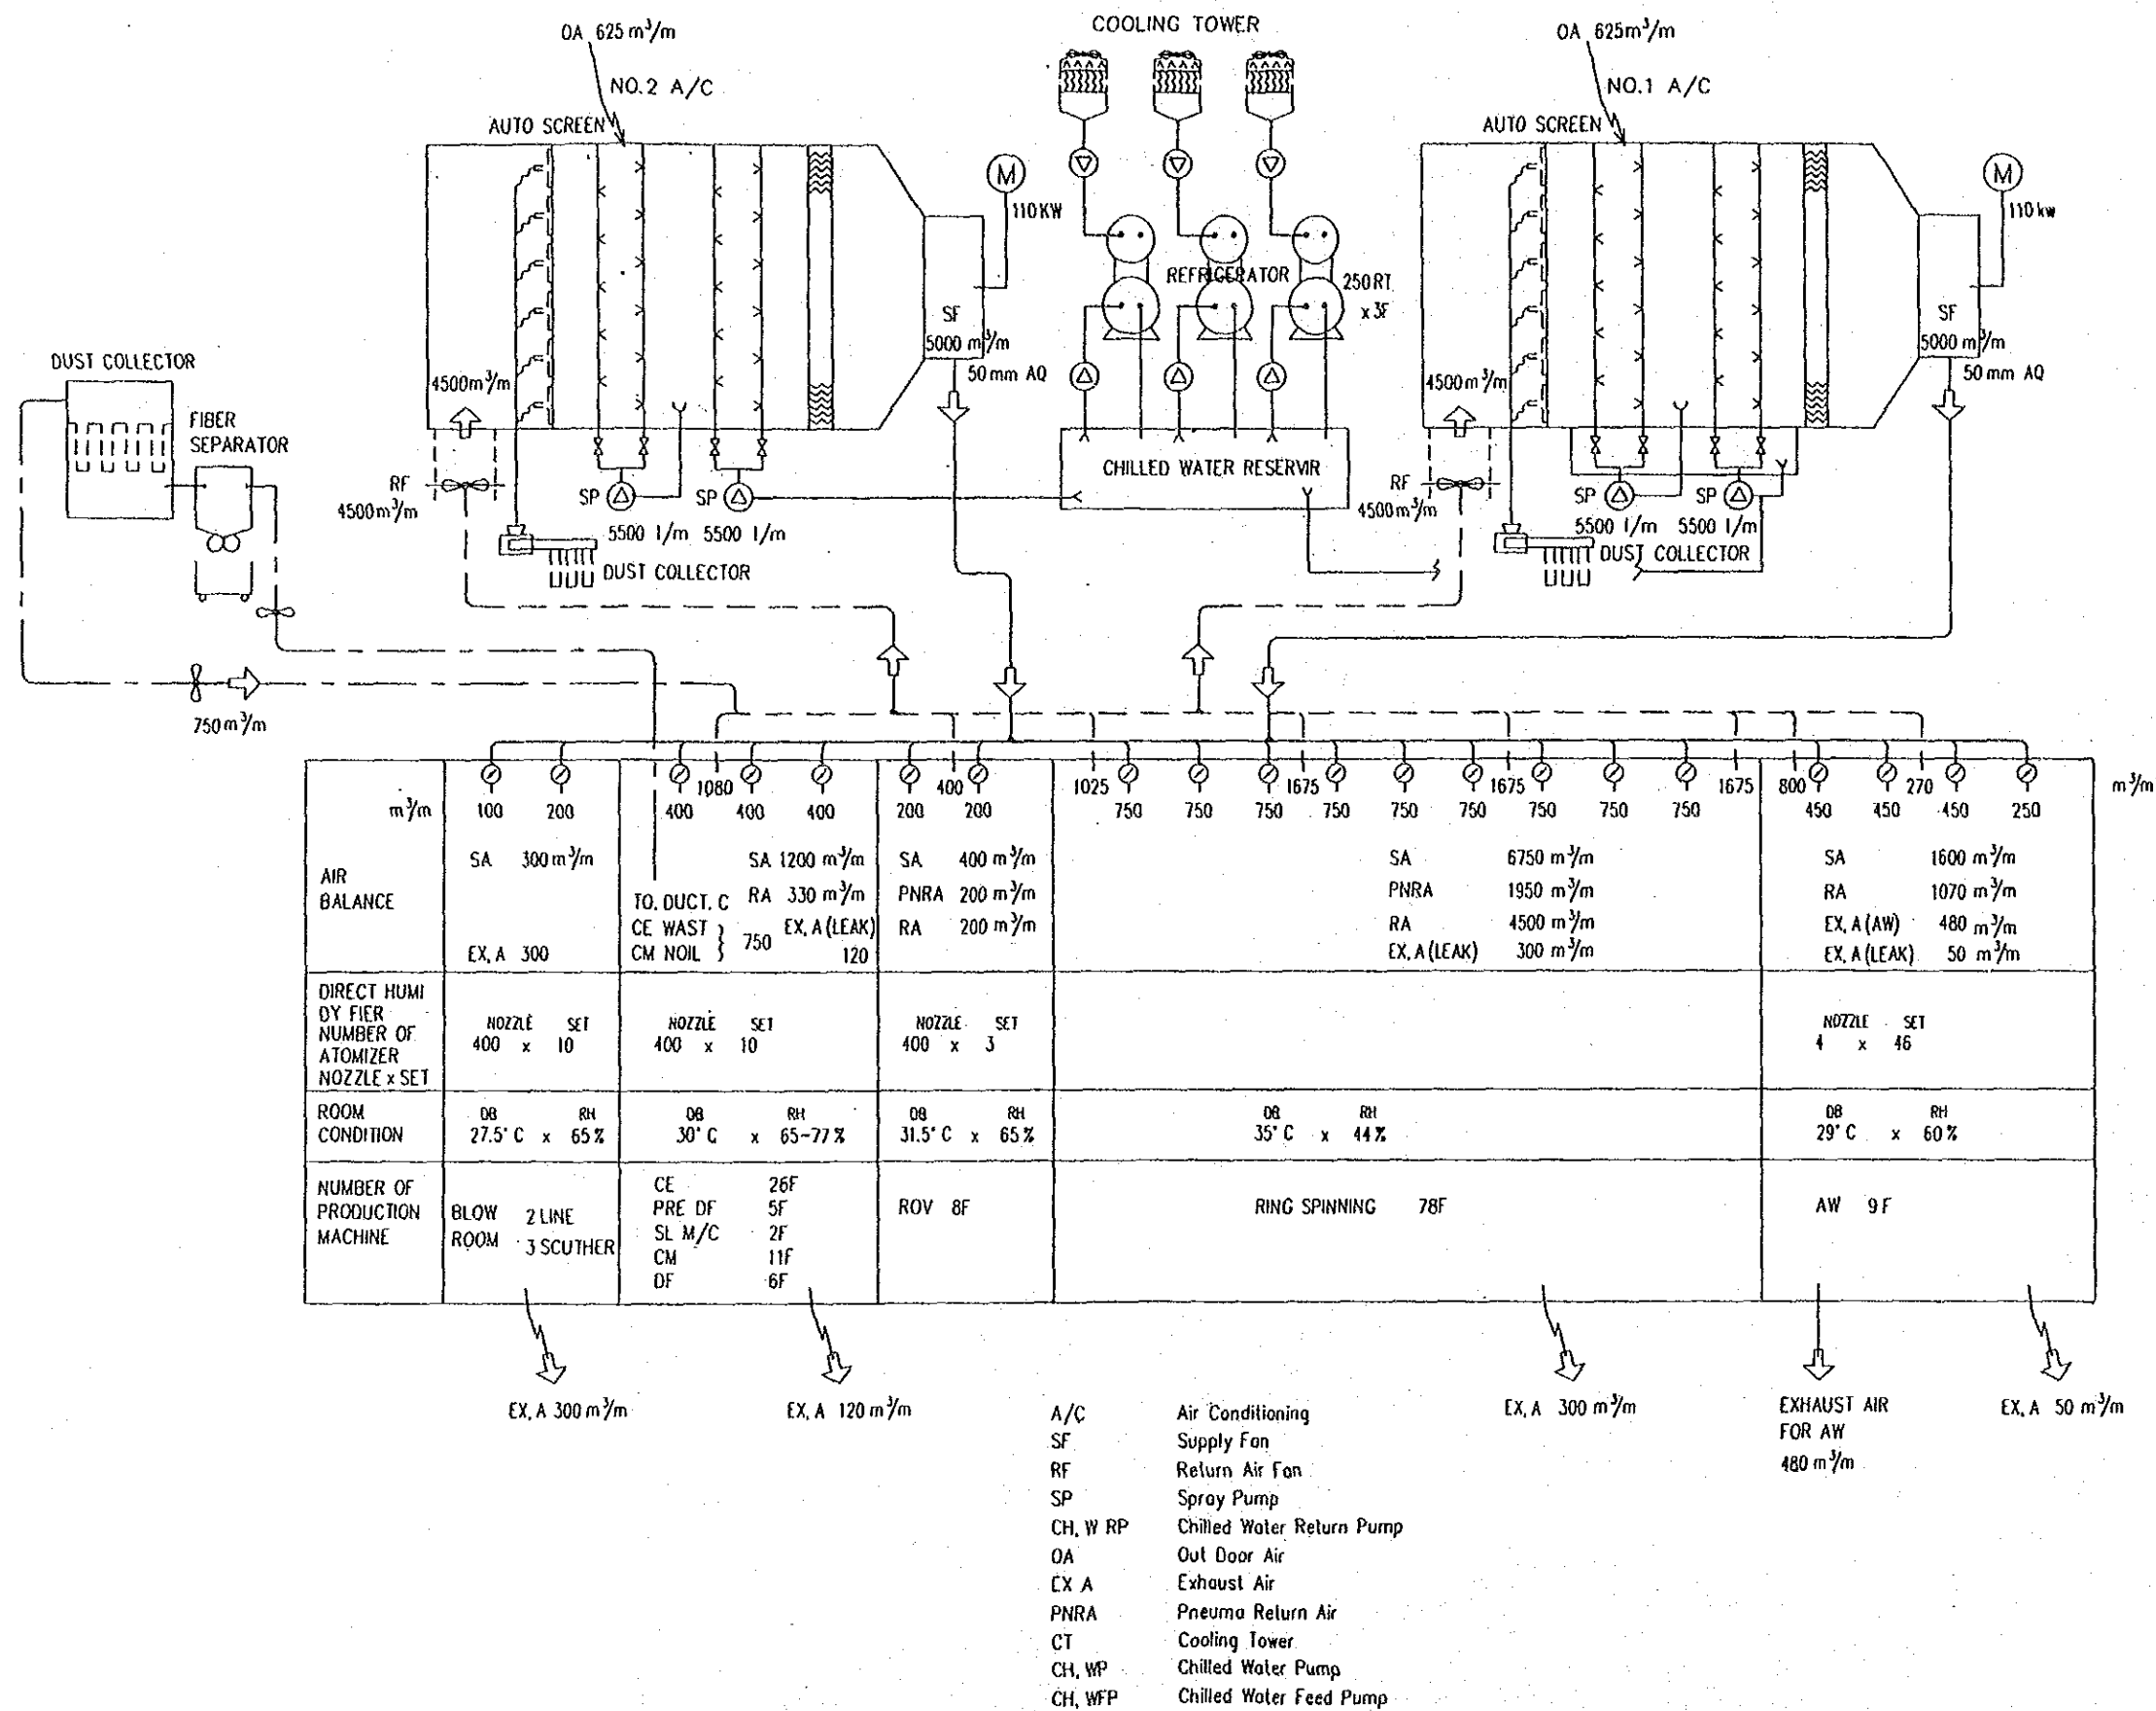 COOLING TOWER
OA 625 m³/m
NO.2 A/C
AUTO SCREEN
M
110KW
SF
5000 m³/m
50 mm AQ
4500m³/m
RF
4500m³/m
SP
SP
5500 l/m
5500 l/m
DUST COLLECTOR
DUST COLLECTOR
FIBER
SEPARATOR
750 m³/m
REFRIGERATOR
250 RT
x 3F
CHILLED WATER RESERVIR
OA 625m³/m
NO.1 A/C
AUTO SCREEN
M
110 kw
SF
5000 m³/m
50 mm AQ
4500 m³/m
RF
4500 m³/m
SP
SP
5500 l/m
5500 l/m
DUST COLLECTOR
1080 400 1025 1675 1675 1675 800 270 m³/m
m³/m 100 200 400 400 400 200 200 750 750 750 750 750 750 750 750 750 450 450 450 250
AIR
BALANCE
SA 300 m³/m
EX, A 300
SA 1200 m³/m
TO. DUCT. C RA 330 m³/m
CE WAST } 750 EX, A (LEAK)
CM NOIL 120
SA 400 m³/m
PNRA 200 m³/m
RA 200 m³/m
SA 6750 m³/m
PNRA 1950 m³/m
RA 4500 m³/m
EX, A (LEAK) 300 m³/m
SA 1600 m³/m
RA 1070 m³/m
EX, A (AW) 480 m³/m
EX, A (LEAK) 50 m³/m
DIRECT HUMI
DY FIER
NUMBER OF
ATOMIZER
NOZZLE x SET
NOZZLE SET
400 x 10
NOZZLE SET
400 x 10
NOZZLE SET
400 x 3
NOZZLE SET
4 x 46
ROOM
CONDITION
DB RH
27.5° C x 65%
DB RH
30° C x 65~77%
DB RH
31.5° C x 65%
DB RH
35° C x 44%
DB RH
29° C x 60%
NUMBER OF
PRODUCTION
MACHINE
BLOW 2 LINE
ROOM 3 SCUTHER
CE 26F
PRE DF 5F
SL M/C 2F
CM 11F
DF 6F
ROV 8F
RING SPINNING 78F
AW 9F
EX, A 300 m³/m
EX, A 120 m³/m
EX, A 300 m³/m
EXHAUST AIR
FOR AW
480 m³/m
EX, A 50 m³/m
A/C Air Conditioning
SF Supply Fan
RF Return Air Fan
SP Spray Pump
CH, W RP Chilled Water Return Pump
OA Out Door Air
EX A Exhaust Air
PNRA Pneuma Return Air
CT Cooling Tower
CH, WP Chilled Water Pump
CH, WFP Chilled Water Feed Pump